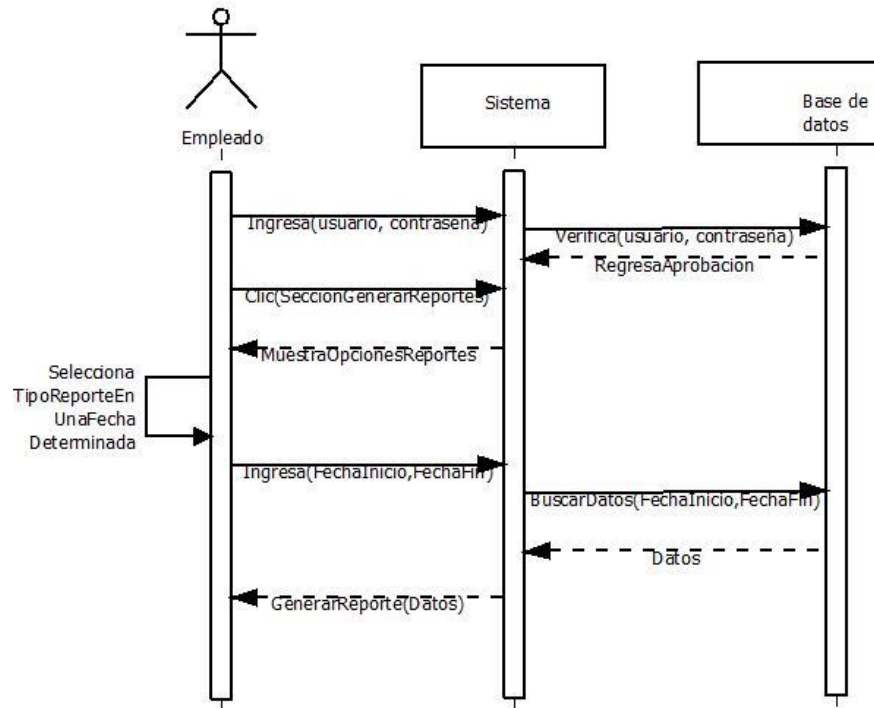 Empleado
Sistema
Base de
datos
Ingresa(usuario, contraseña)
Verifica(usuario, contraseña)
RegresaAprobacion
Clic(SeccionGenerarReportes)
MuestraOpcionesReportes
Selecciona
TipoReporteEn
UnaFecha
Determinada
Ingresa(FechaInicio,FechaFin)
BuscarDatos(FechaInicio,FechaFin)
Datos
GenerarReporte(Datos)